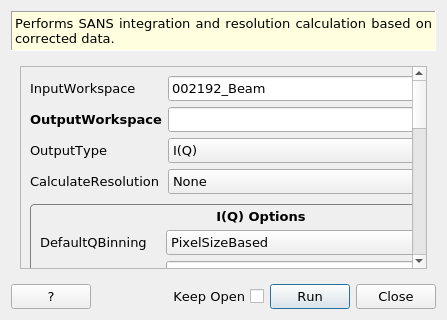 Performs SANS integration and resolution calculation based on
corrected data.
InputWorkspace 002192_Beam
OutputWorkspace
OutputType I(Q)
CalculateResolution None
I(Q) Options
DefaultQBinning PixelSizeBased
? Keep Open Run Close